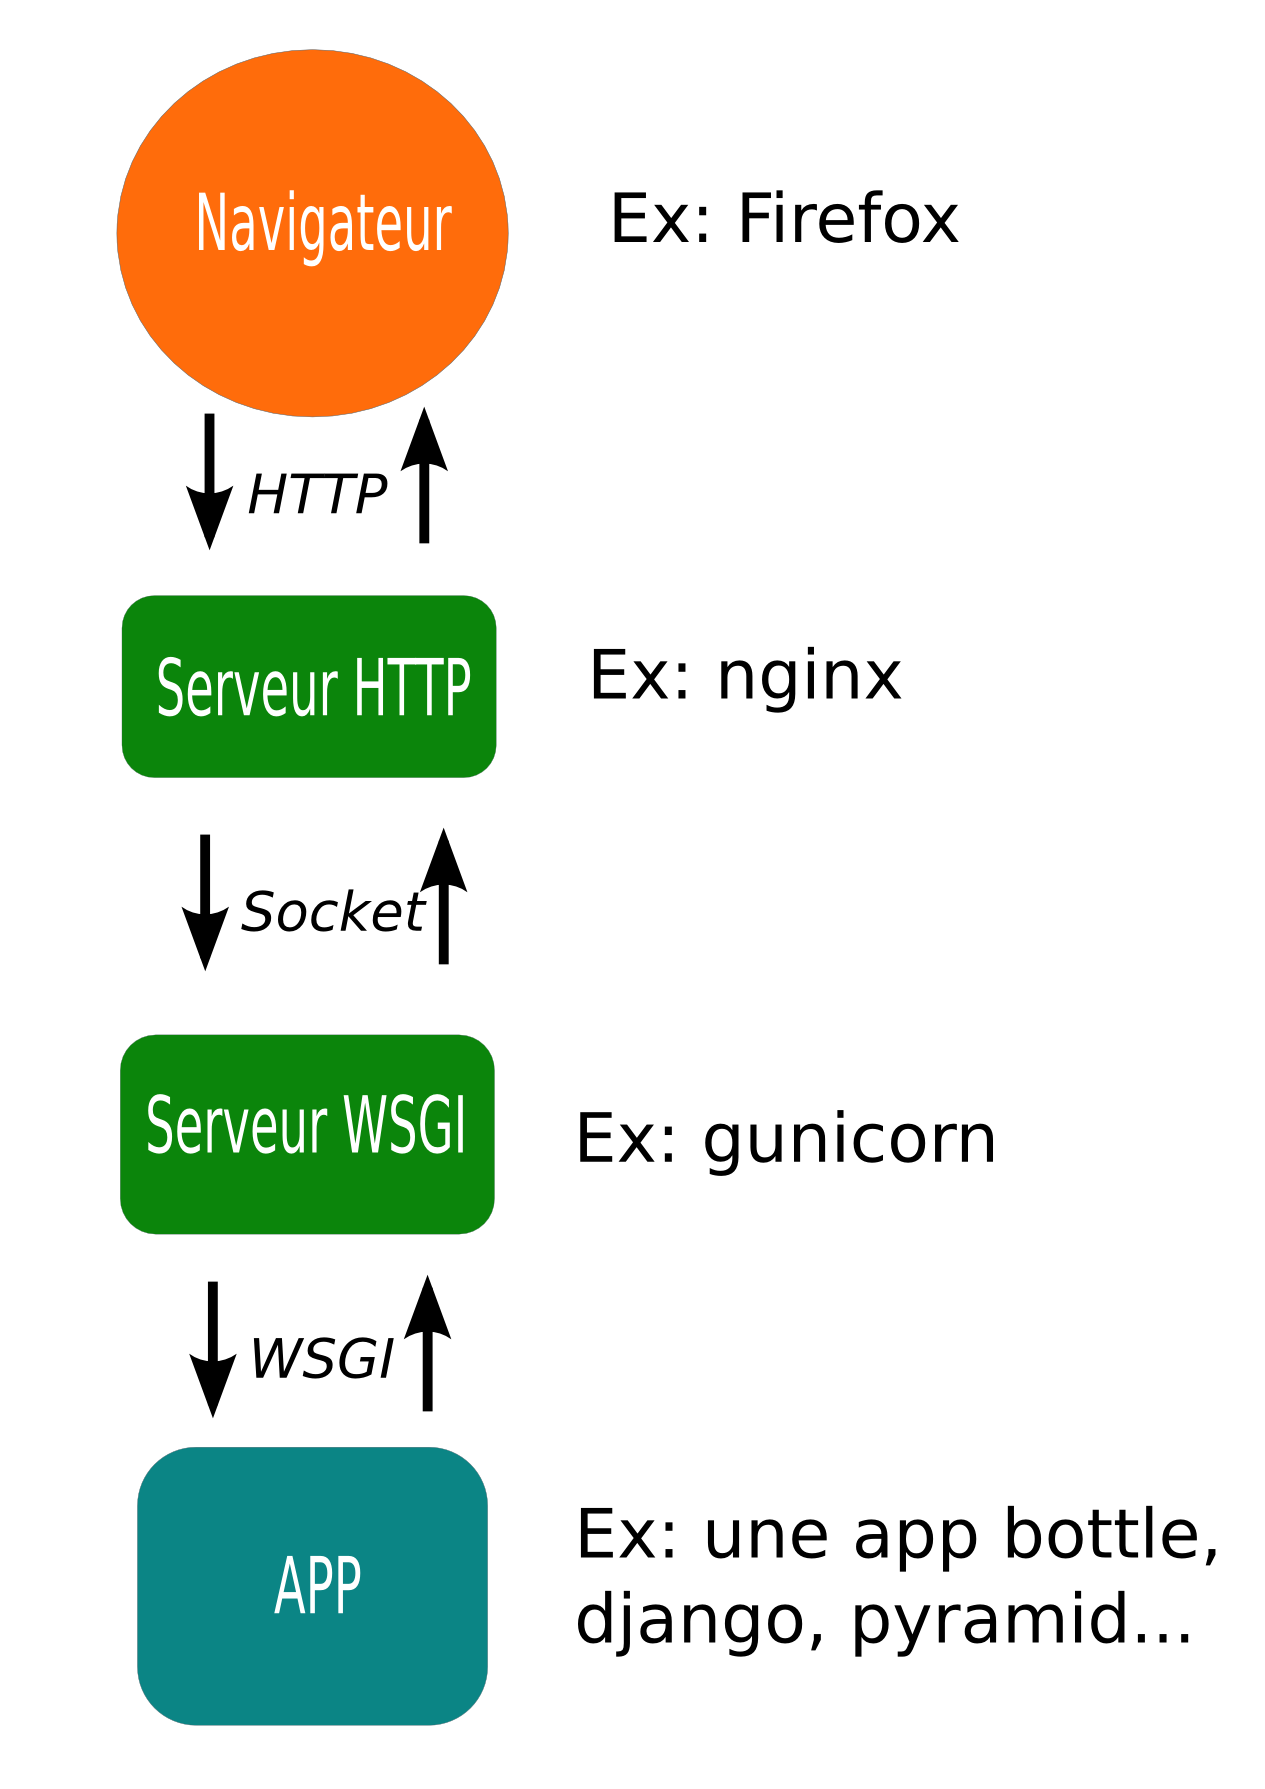 Navigateur
Ex: Firefox
HTTP
Serveur HTTP
Ex: nginx
Socket
Serveur WSGI
Ex: gunicorn
WSGI
APP
Ex: une app bottle,
django, pyramid...